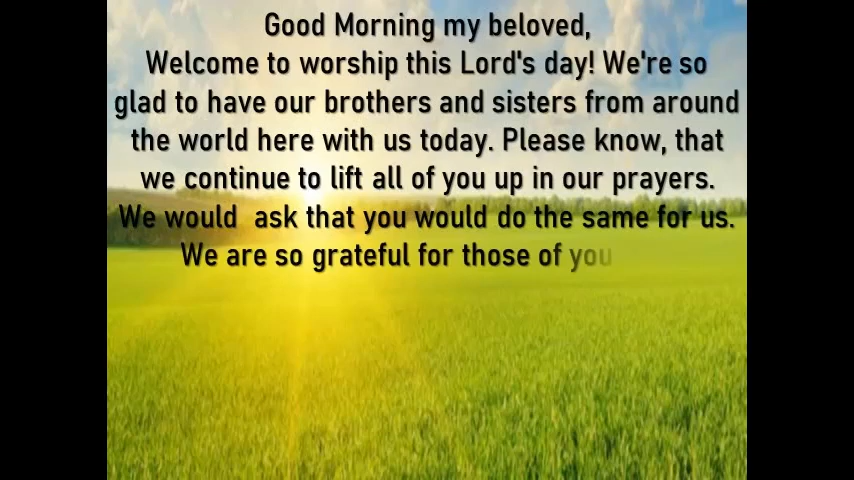 Good Morning my beloved,
Welcome to worship this Lord's day! We're so
glad to have our brothers and sisters from around
the world here with us today. Please know, that
we continue to lift all of you up in our prayers.
We would  ask that you would do the same for us.
We are so grateful for those of you